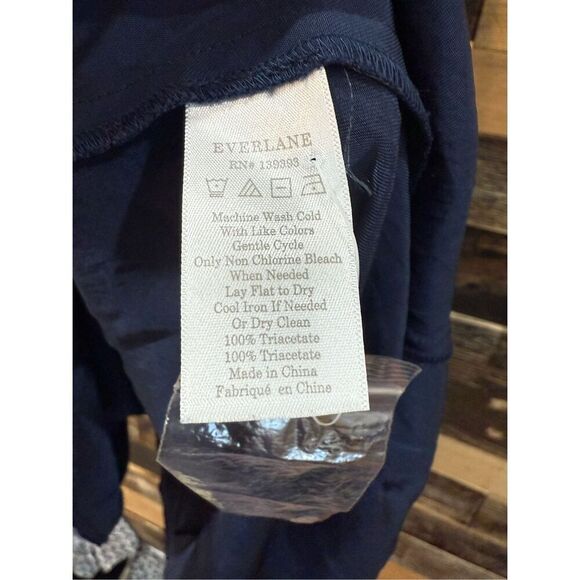 EVERLANE
RN# 139393
Machine Wash Cold
With Like Colors
Gentle Cycle
Only Non Chlorine Bleach
When Needed
Lay Flat to Dry
Cool Iron If Needed
Or Dry Clean
100% Triacetate
100% Triacetate
Made in China
Fabriqué en Chine